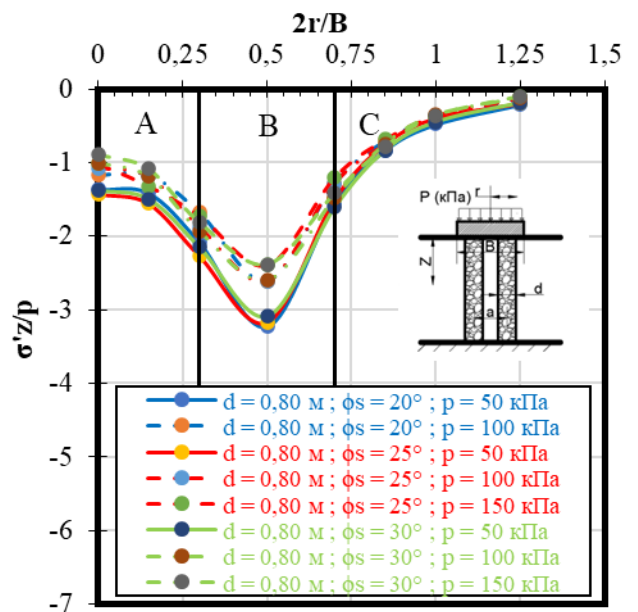 2r/B
0 0,25 0,5 0,75 1 1,25 1,5
0
-1
-2
-3
-4
-5
-6
-7
σ'z/p
A B C
P (кПа) r
B
Z
d
a
d = 0,80 м ; ϕs = 20° ; p = 50 кПа
d = 0,80 м ; ϕs = 20° ; p = 100 кПа
d = 0,80 м ; ϕs = 25° ; p = 50 кПа
d = 0,80 м ; ϕs = 25° ; p = 100 кПа
d = 0,80 м ; ϕs = 25° ; p = 150 кПа
d = 0,80 м ; ϕs = 30° ; p = 50 кПа
d = 0,80 м ; ϕs = 30° ; p = 100 кПа
d = 0,80 м ; ϕs = 30° ; p = 150 кПа